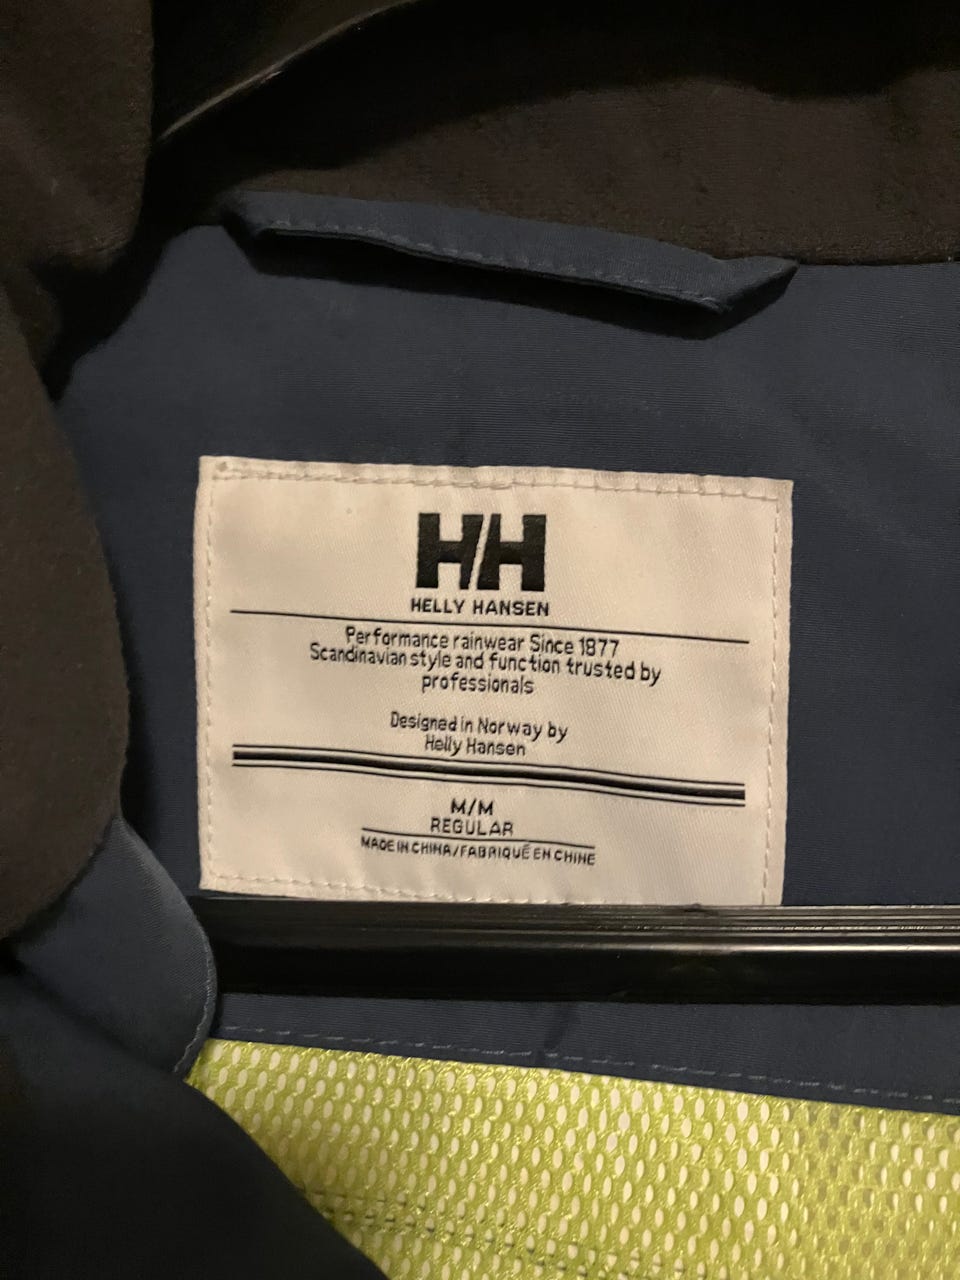 HH
HELLY HANSEN
Performance rainwear Since 1877
Scandinavian style and function trusted by
professionals
Designed in Norway by
Helly Hansen
M/M
REGULAR
MADE IN CHINA/FABRIQUÉ EN CHINE